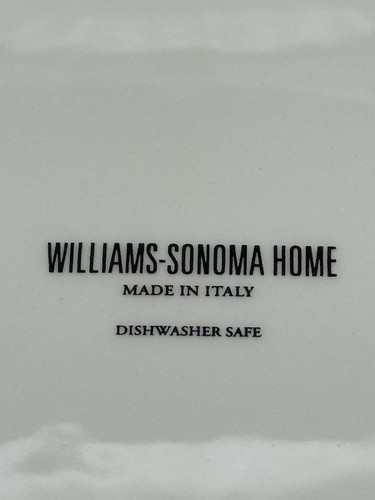 WILLIAMS-SONOMA HOME
MADE IN ITALY
DISHWASHER SAFE